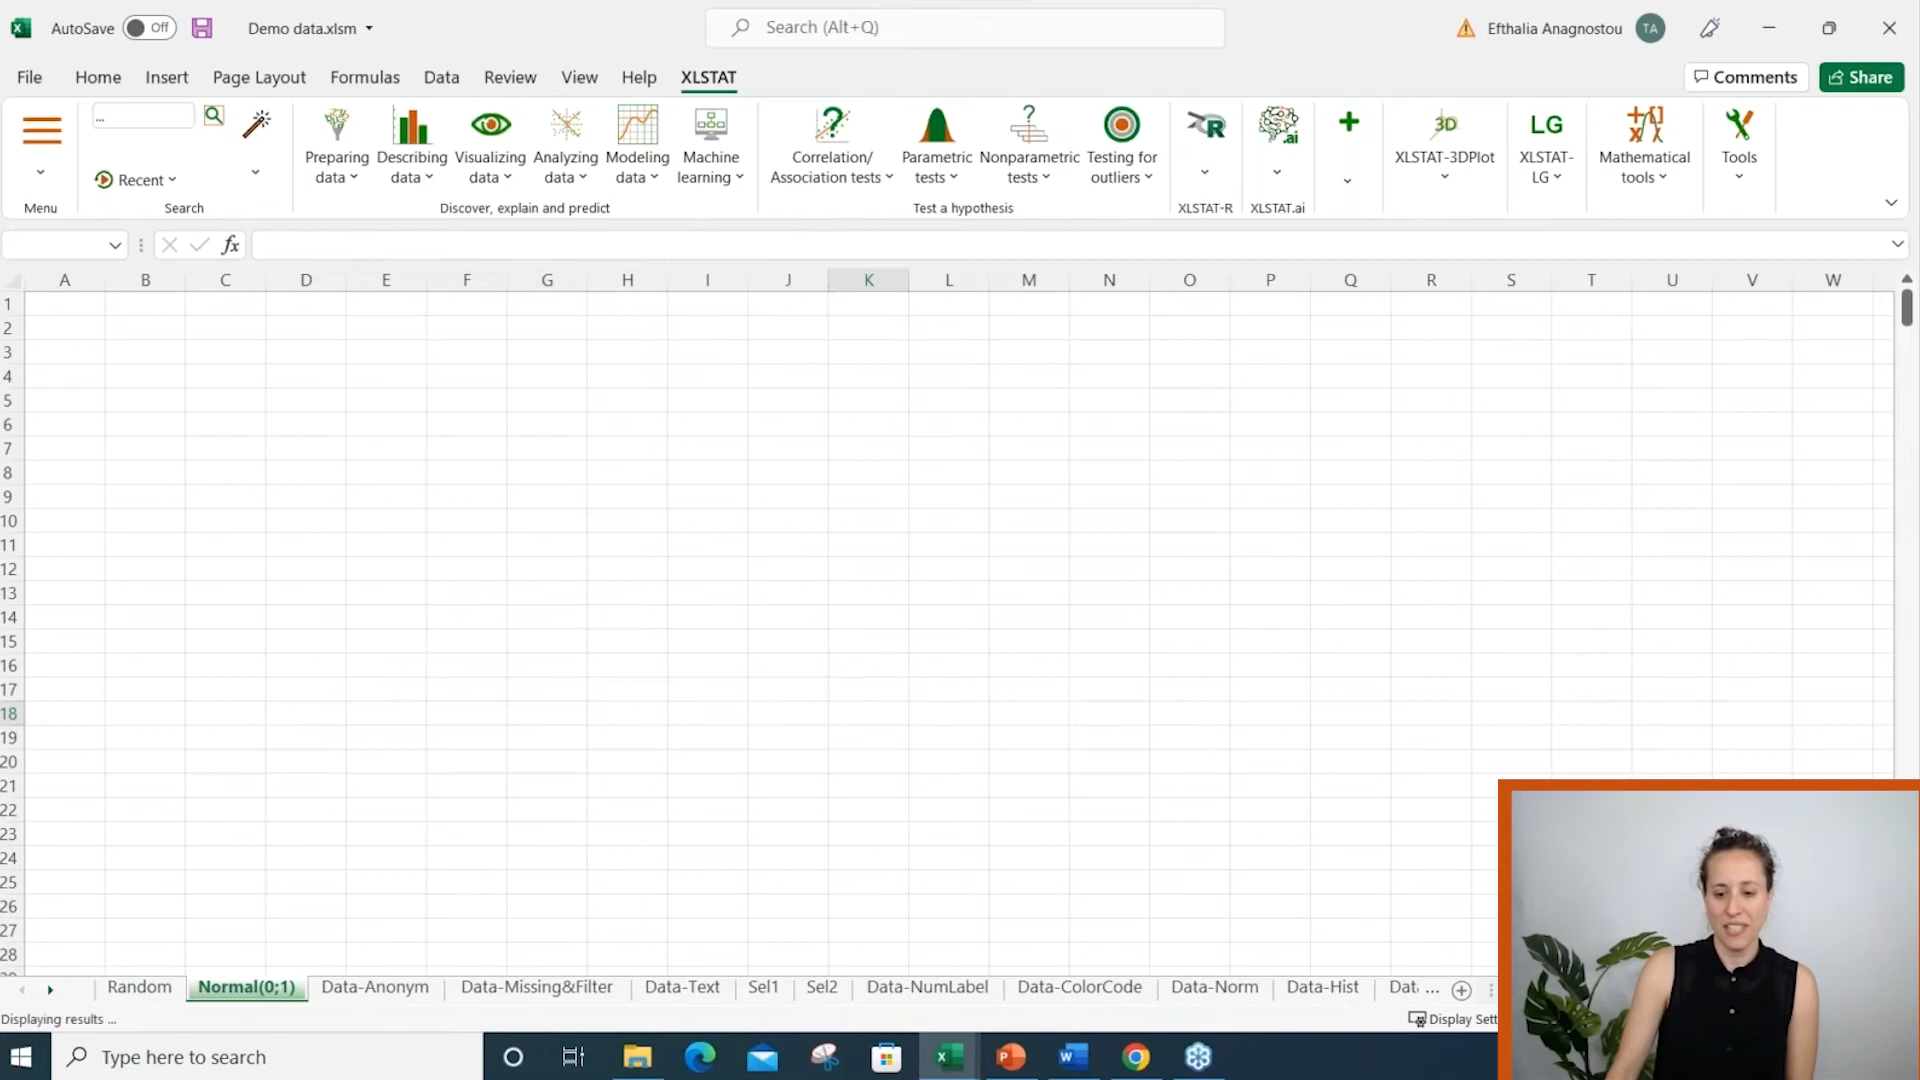 AutoSave Off Demo data.xlsm Search (Alt+Q) Efthalia Anagnostou TA
File Home Insert Page Layout Formulas Data Review View Help XLSTAT Comments Share
...
Recent
Menu Search
Preparing data Describing data Visualizing data Analyzing data Modeling data Machine learning
Discover, explain and predict
Correlation/ Association tests Parametric tests Nonparametric tests Testing for outliers
Test a hypothesis
R
XLSTAT-R
.ai
XLSTAT.ai
3D
XLSTAT-3DPlot
LG
XLSTAT-LG
Mathematical tools
Tools
fx
A B C D E F G H I J K L M N O P Q R S T U V W
1
2
3
4
5
6
7
8
9
10
11
12
13
14
15
16
17
18
19
20
21
22
23
24
25
26
27
28
Random Normal(0;1) Data-Anonym Data-Missing&Filter Data-Text Sel1 Sel2 Data-NumLabel Data-ColorCode Data-Norm Data-Hist Dat ...
Displaying results ... Display Sett
Type here to search